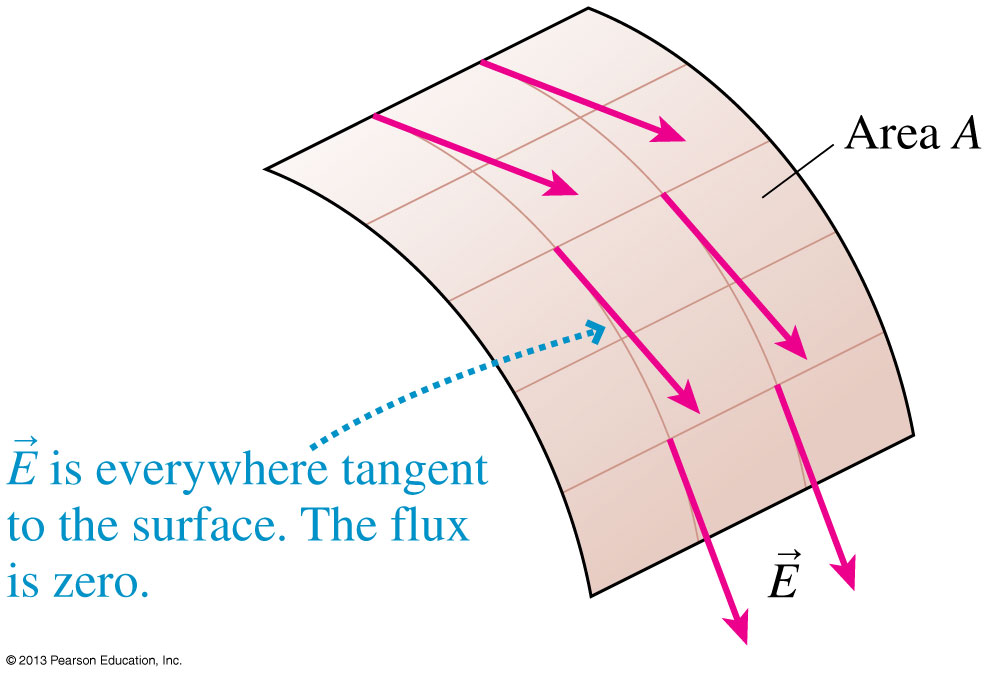 Area A
E⃗ is everywhere tangent
to the surface. The flux
is zero.
E⃗
© 2013 Pearson Education, Inc.